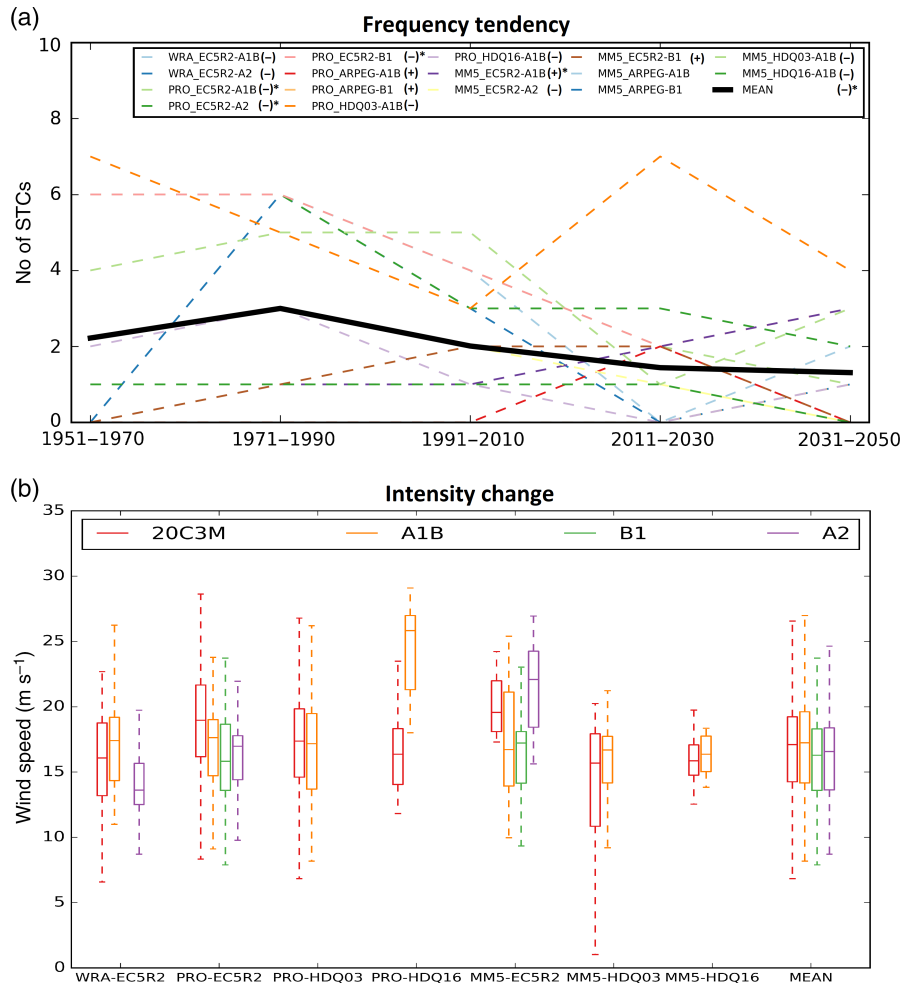 (a) Frequency tendency
WRA_EC5R2-A1B(−) PRO_EC5R2-B1 (−)* PRO_HDQ16-A1B(−) MM5_EC5R2-B1 (+) MM5_HDQ03-A1B(−)
WRA_EC5R2-A2 (−) PRO_ARPEG-A1B (+) MM5_EC5R2-A1B(+)* MM5_ARPEG-A1B MM5_HDQ16-A1B(−)
PRO_EC5R2-A1B(−)* PRO_ARPEG-B1 (+) MM5_EC5R2-A2 (−) MM5_ARPEG-B1 MEAN (−)*
PRO_EC5R2-A2 (−)* PRO_HDQ03-A1B(−)
10
8
6
4
2
0
No of STCs
1951–1970 1971–1990 1991–2010 2011–2030 2031–2050
(b) Intensity change
20C3M A1B B1 A2
35
30
25
20
15
10
5
0
Wind speed (m s⁻¹)
WRA-EC5R2 PRO-EC5R2 PRO-HDQ03 PRO-HDQ16 MM5-EC5R2 MM5-HDQ03 MM5-HDQ16 MEAN